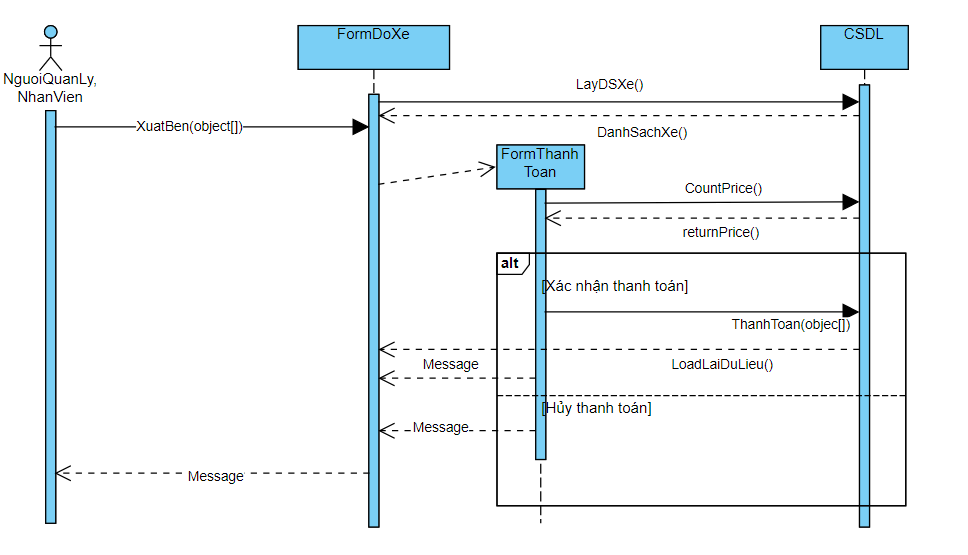 FormDoXe
CSDL
NguoiQuanLy,
NhanVien
LayDSXe()
XuatBen(object[])
DanhSachXe()
FormThanh
Toan
CountPrice()
returnPrice()
alt
[Xác nhận thanh toán]
ThanhToan(objec[])
Message
LoadLaiDuLieu()
[Hủy thanh toán]
Message
Message